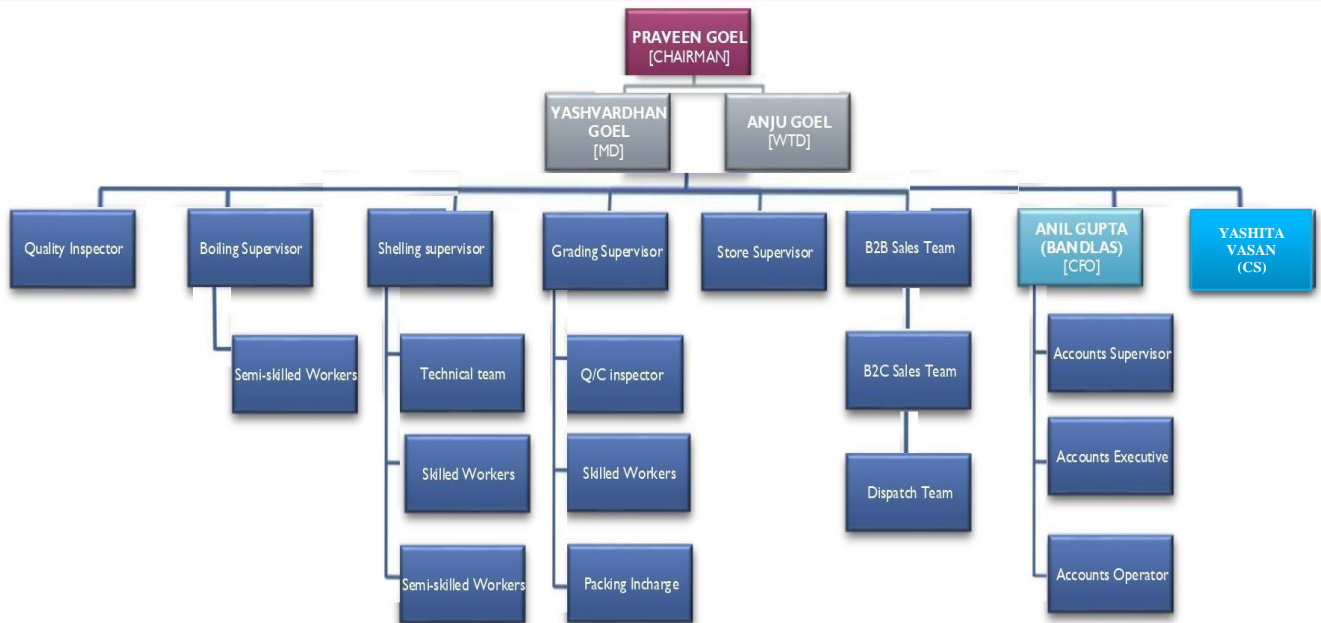 PRAVEEN GOEL
[CHAIRMAN]
YASHVARDHAN
GOEL
[MD]
ANJU GOEL
[WTD]
Quality Inspector
Boiling Supervisor
Shelling supervisor
Grading Supervisor
Store Supervisor
B2B Sales Team
ANIL GUPTA
(BANDLAS)
[CFO]
YASHITA
VASAN
(CS)
Semi-skilled Workers
Technical team
Q/C inspector
B2C Sales Team
Accounts Supervisor
Skilled Workers
Skilled Workers
Dispatch Team
Accounts Executive
Semi-skilled Workers
Packing Incharge
Accounts Operator